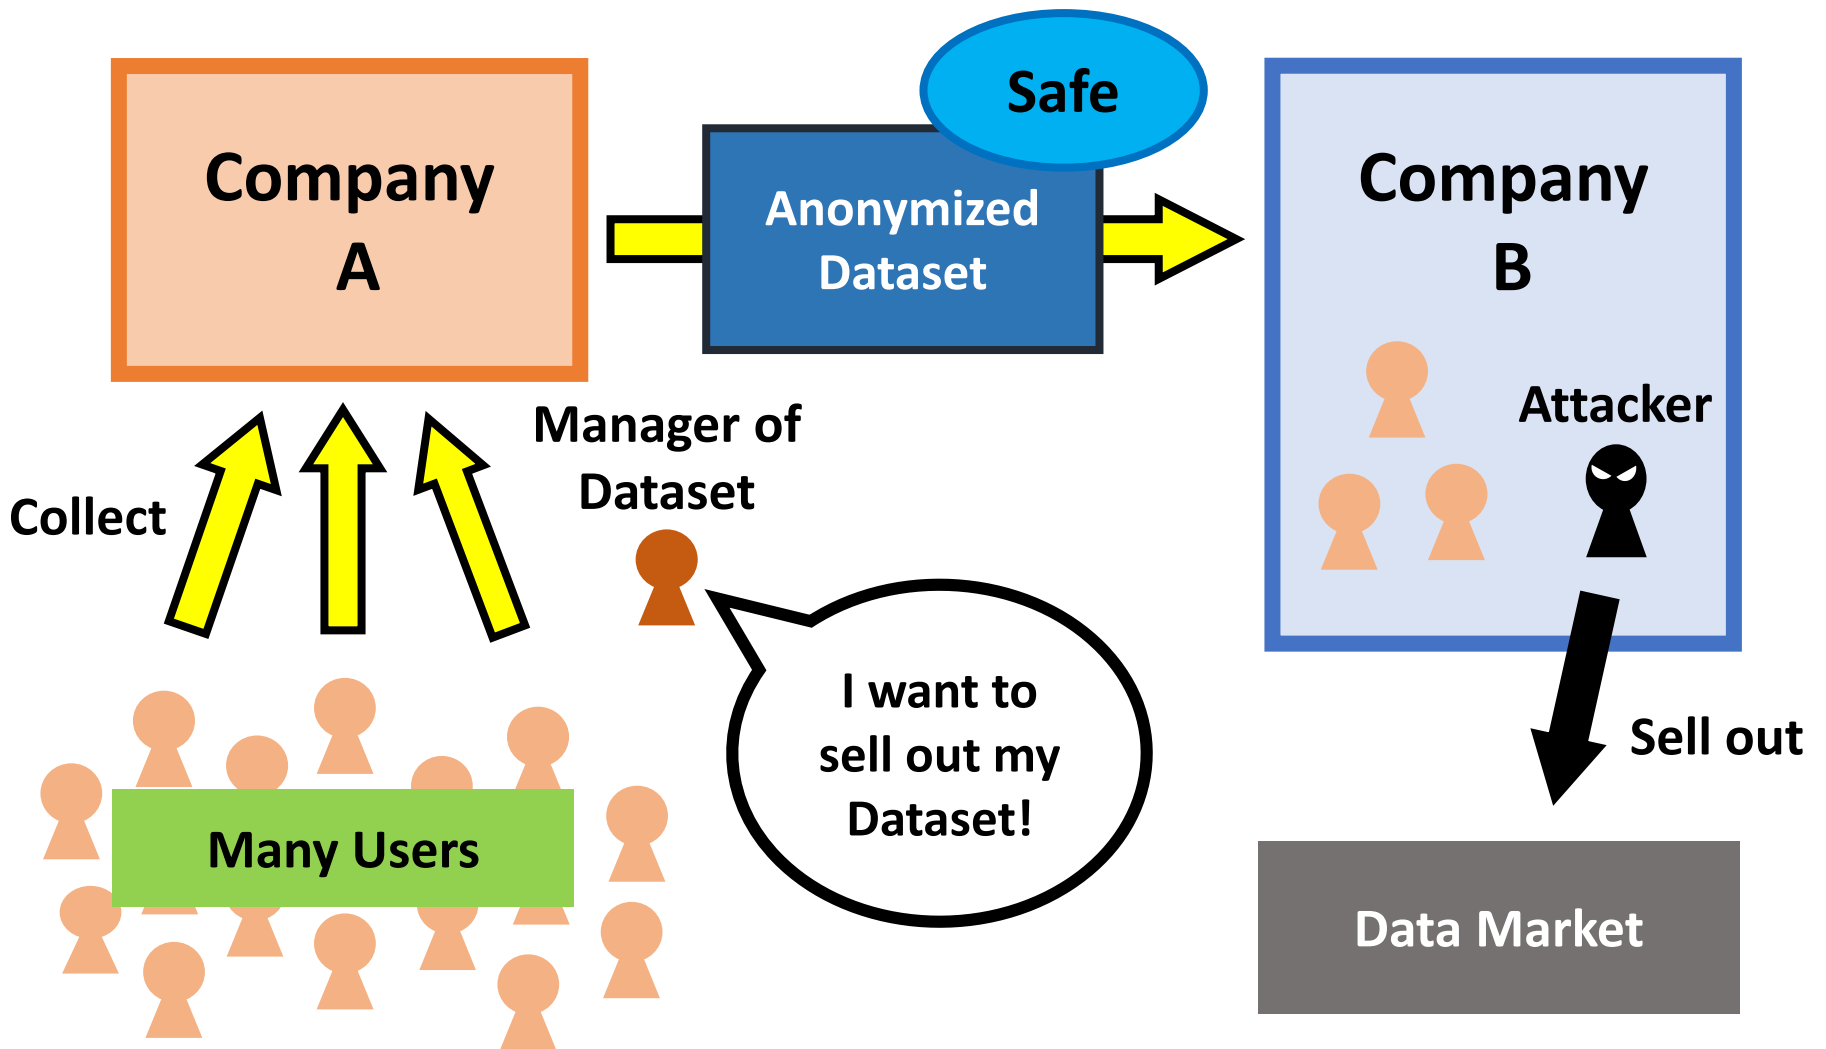 Safe
Company
A
Anonymized
Dataset
Company
B
Manager of
Dataset
Attacker
Collect
I want to
sell out my
Dataset!
Sell out
Many Users
Data Market